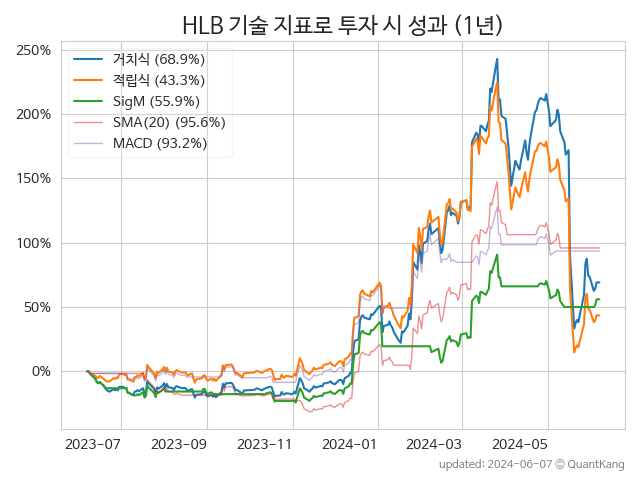 HLB 기술 지표로 투자 시 성과 (1년)
250%
200%
150%
100%
50%
0%
거치식 (68.9%)
적립식 (43.3%)
SigM (55.9%)
SMA(20) (95.6%)
MACD (93.2%)
2023-07 2023-09 2023-11 2024-01 2024-03 2024-05
updated: 2024-06-07 © QuantKang